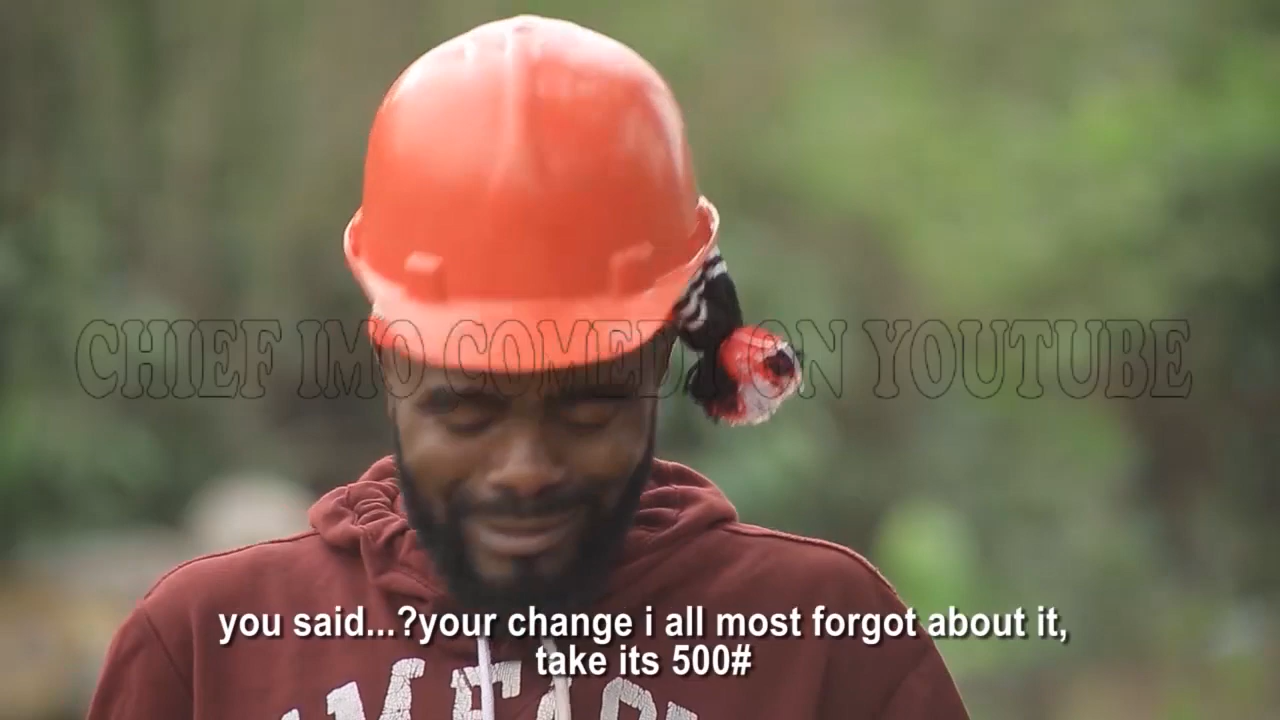 CHIEF IMO COMEDY ON YOUTUBE
you said...?your change i all most forgot about it,
take its 500#